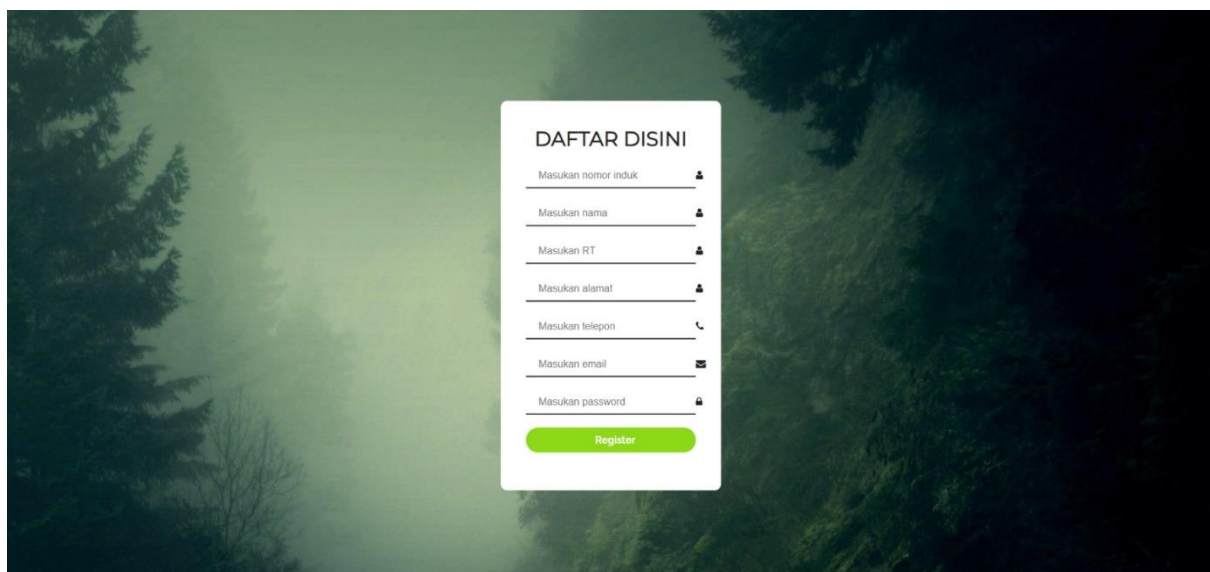 DAFTAR DISINI
Masukan nomor induk
Masukan nama
Masukan RT
Masukan alamat
Masukan telepon
Masukan email
Masukan password
Register